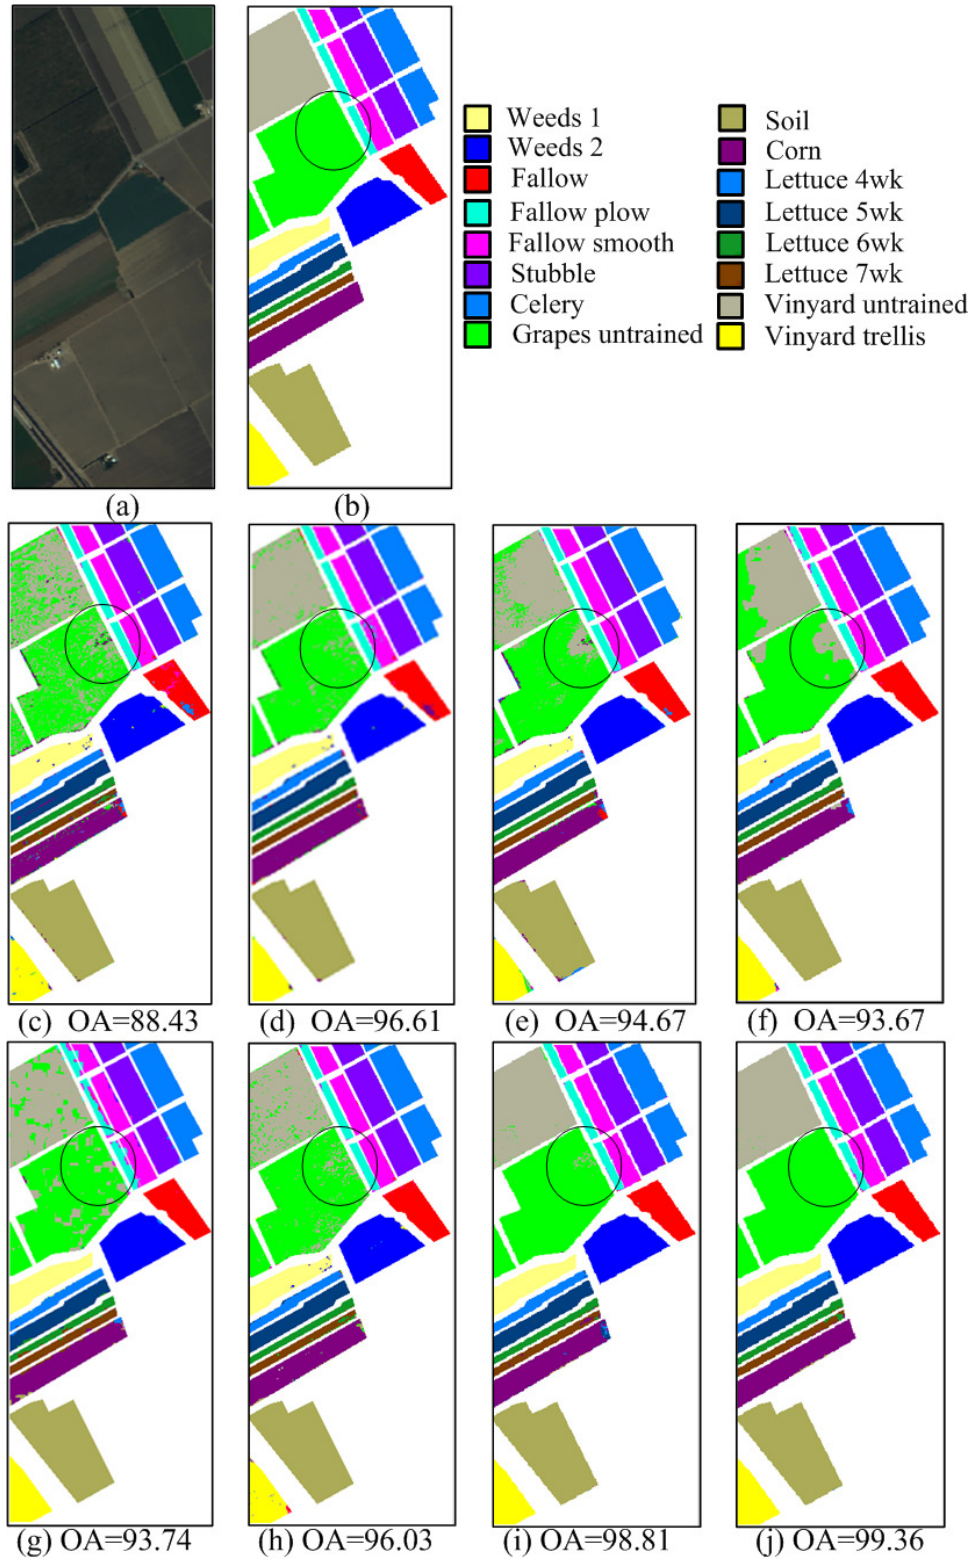 Weeds 1
Weeds 2
Fallow
Fallow plow
Fallow smooth
Stubble
Celery
Grapes untrained
Soil
Corn
Lettuce 4wk
Lettuce 5wk
Lettuce 6wk
Lettuce 7wk
Vinyard untrained
Vinyard trellis
(a)
(b)
(c) OA=88.43
(d) OA=96.61
(e) OA=94.67
(f) OA=93.67
(g) OA=93.74
(h) OA=96.03
(i) OA=98.81
(j) OA=99.36